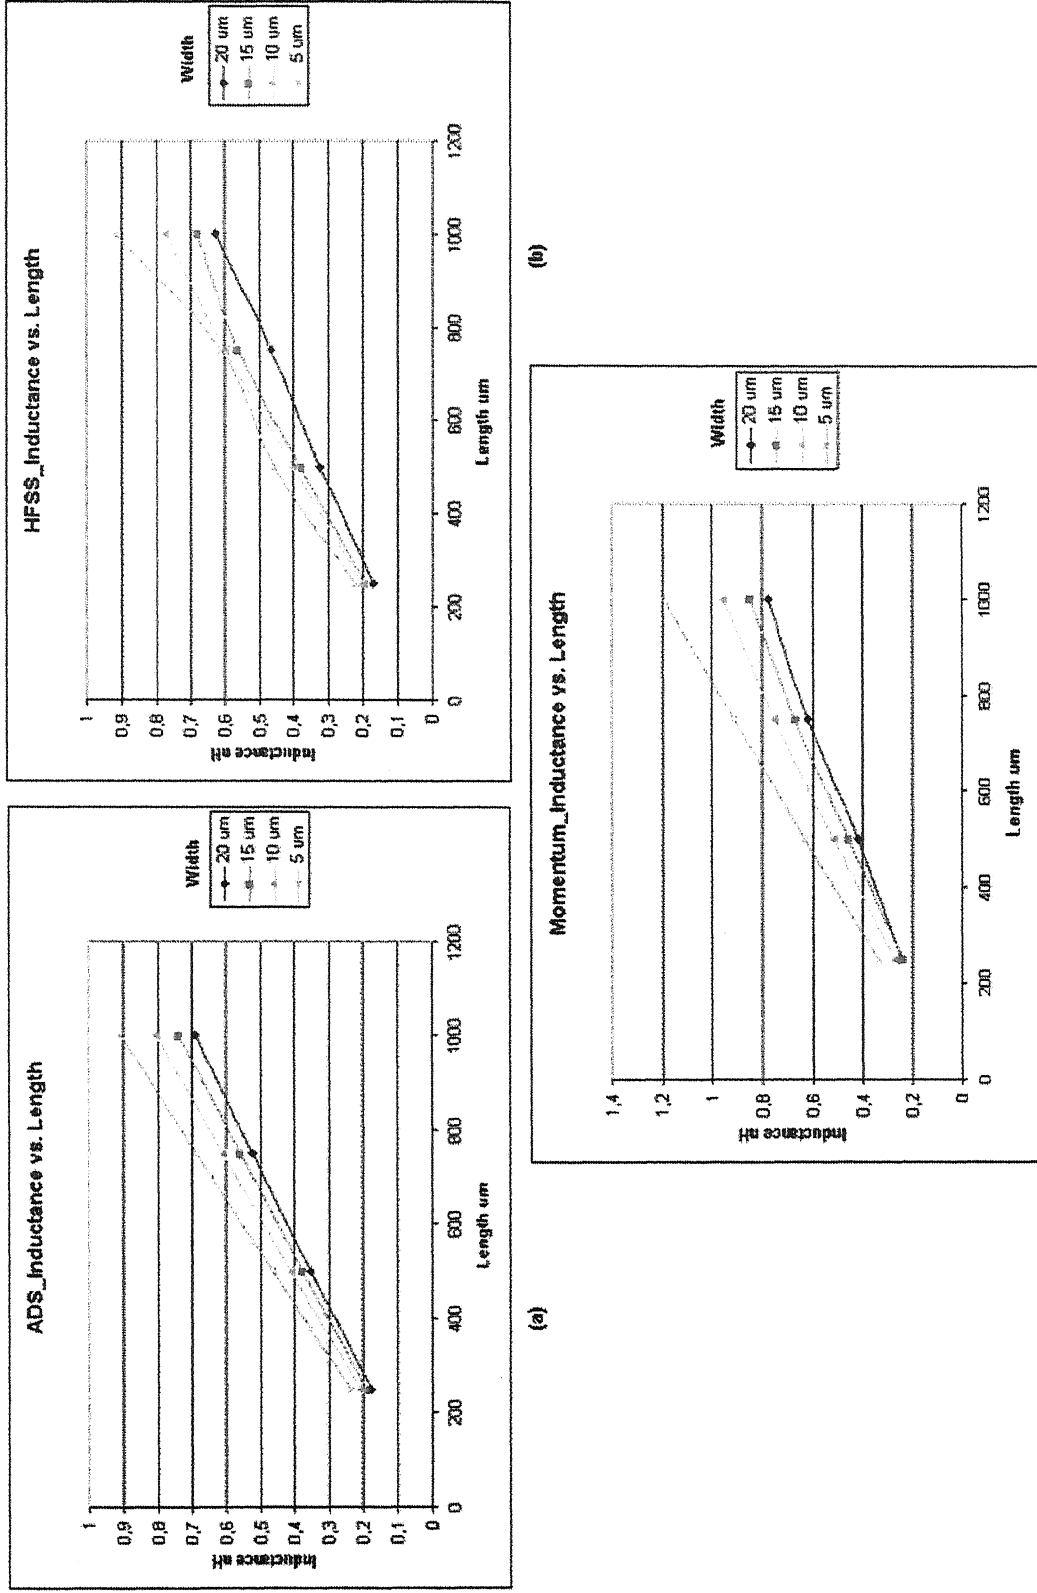 ADS_Inductance vs. Length
Inductance nH
1
0,9
0,8
0,7
0,6
0,5
0,4
0,3
0,2
0,1
0
0
200
400
600
800
1000
1200
Length um
Width
20 um
15 um
10 um
5 um
(a)
HFSS_Inductance vs. Length
Inductance nH
1
0,9
0,8
0,7
0,6
0,5
0,4
0,3
0,2
0,1
0
0
200
400
600
800
1000
1200
Length um
Width
20 um
15 um
10 um
5 um
(b)
Momentum_Inductance vs. Length
Inductance nH
1,4
1,2
1
0,8
0,6
0,4
0,2
0
0
200
400
600
800
1000
1200
Length um
Width
20 um
15 um
10 um
5 um